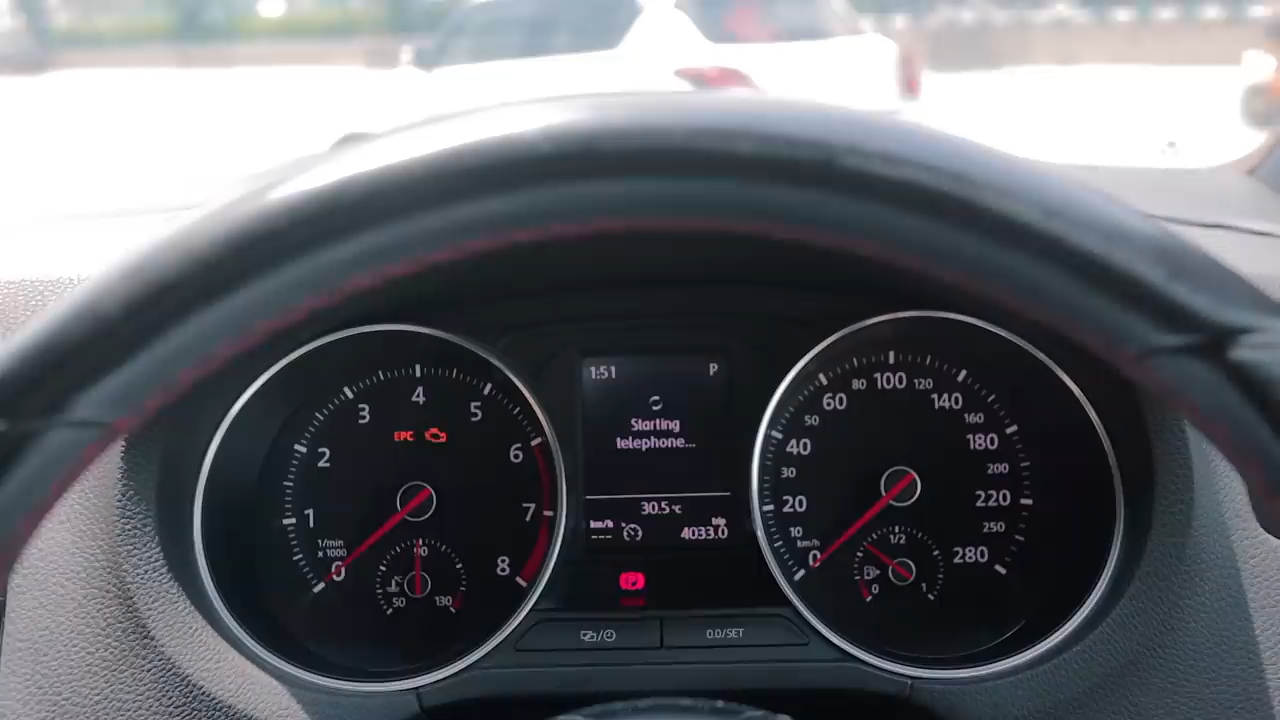 1:51 P
Starting
telephone...
30.5 °C
km/h
---
trip
4033.0
EPC
0 1 2 3 4 5 6 7 8
1/min
x 1000
50 90 130
°C
0 10 20 30 40 50 60 80 100 120 140 160 180 200 220 250 280
km/h
0 1/2 1
(P)
0.0/SET